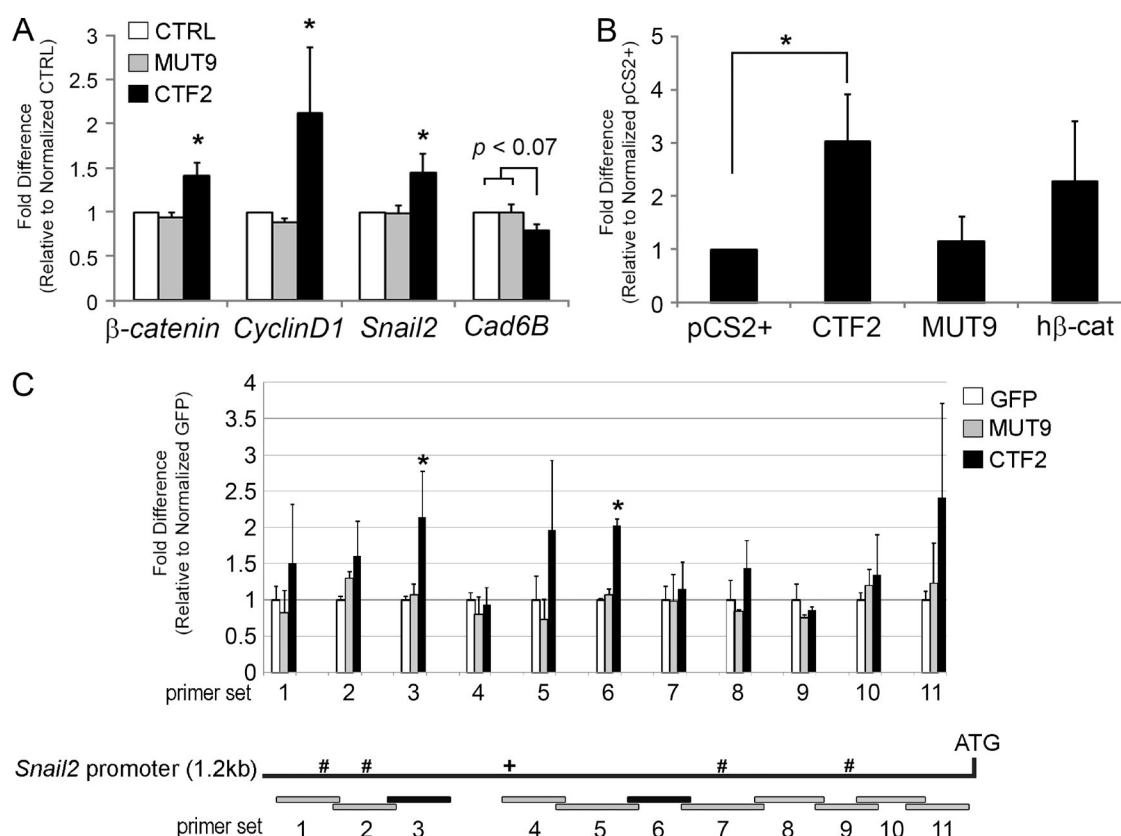 A
Fold Difference
(Relative to Normalized CTRL)
3
2.5
2
1.5
1
0.5
0
CTRL
MUT9
CTF2
*
*
*
p < 0.07
β-catenin CyclinD1 Snail2 Cad6B
B
Fold Difference
(Relative to Normalized pCS2+)
5
4
3
2
1
0
*
pCS2+ CTF2 MUT9 hβ-cat
C
Fold Difference
(Relative to Normalized GFP)
4
3.5
3
2.5
2
1.5
1
0.5
0
GFP
MUT9
CTF2
*
*
primer set 1 2 3 4 5 6 7 8 9 10 11
ATG
Snail2 promoter (1.2kb) # # + # #
primer set 1 2 3 4 5 6 7 8 9 10 11